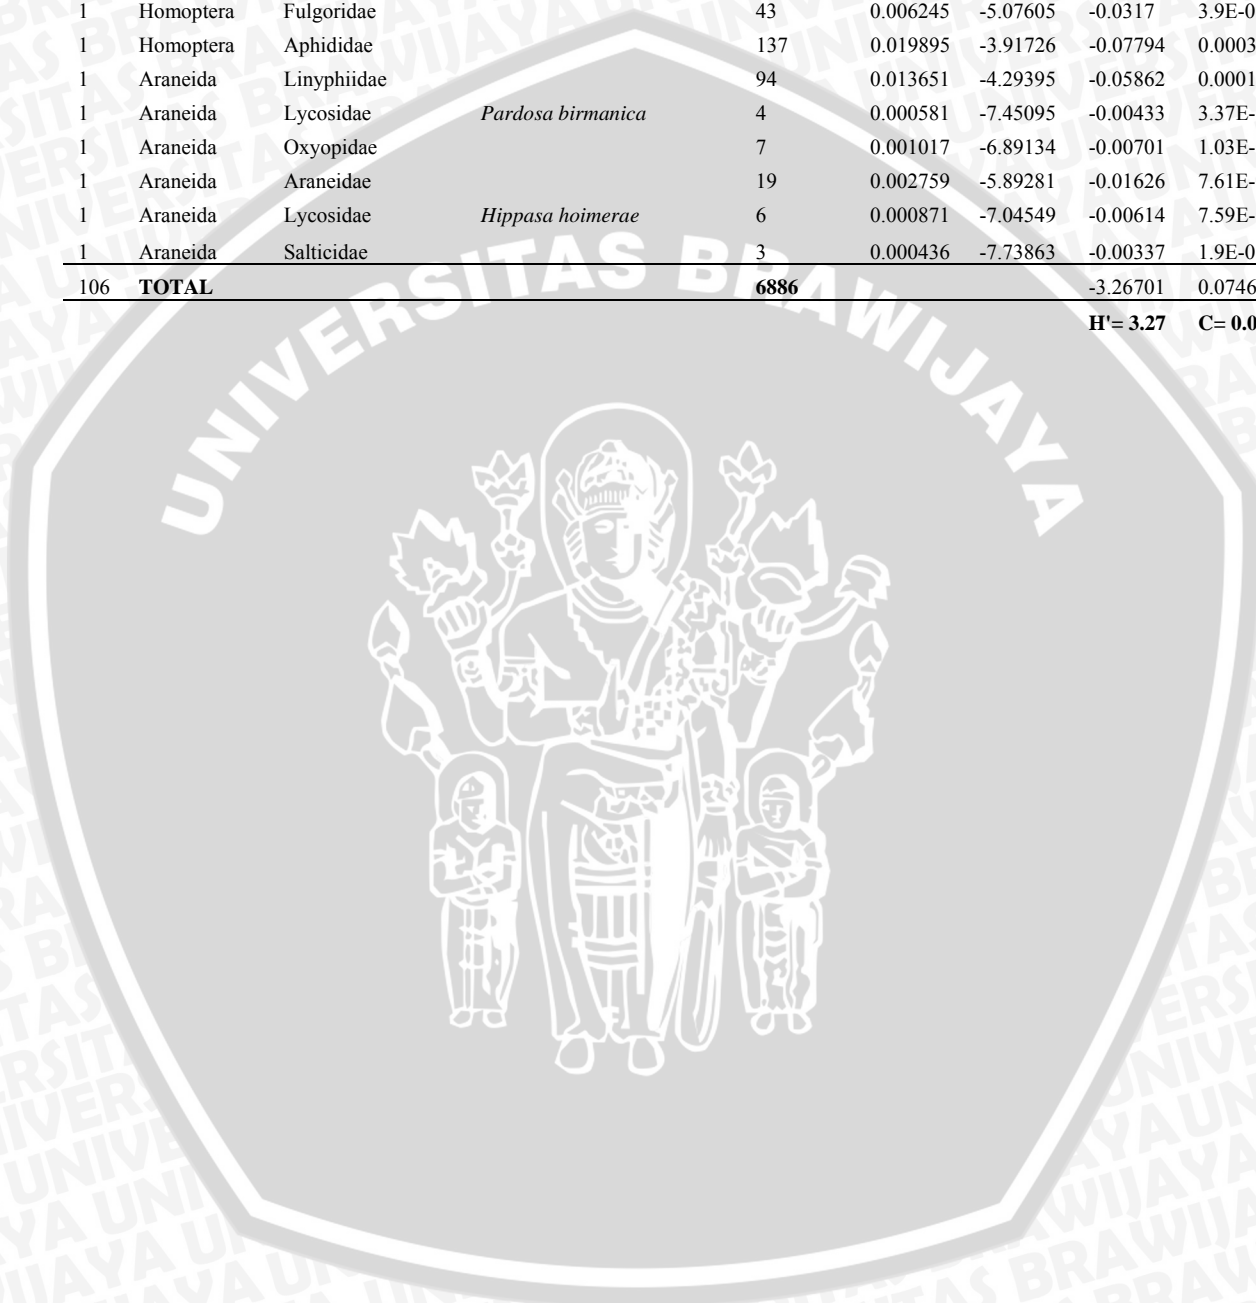 1 Homoptera Fulgoridae 43 0.006245 -5.07605 -0.0317 3.9E-0
1 Homoptera Aphididae 137 0.019895 -3.91726 -0.07794 0.0003
1 Araneida Linyphiidae 94 0.013651 -4.29395 -0.05862 0.0001
1 Araneida Lycosidae Pardosa birmanica 4 0.000581 -7.45095 -0.00433 3.37E-
1 Araneida Oxyopidae 7 0.001017 -6.89134 -0.00701 1.03E-
1 Araneida Araneidae 19 0.002759 -5.89281 -0.01626 7.61E-
1 Araneida Lycosidae Hippasa hoimerae 6 0.000871 -7.04549 -0.00614 7.59E-
1 Araneida Salticidae 3 0.000436 -7.73863 -0.00337 1.9E-0
106 TOTAL 6886 -3.26701 0.0746
H'= 3.27 C= 0.0
UNIVERSITAS BRAWIJAYA